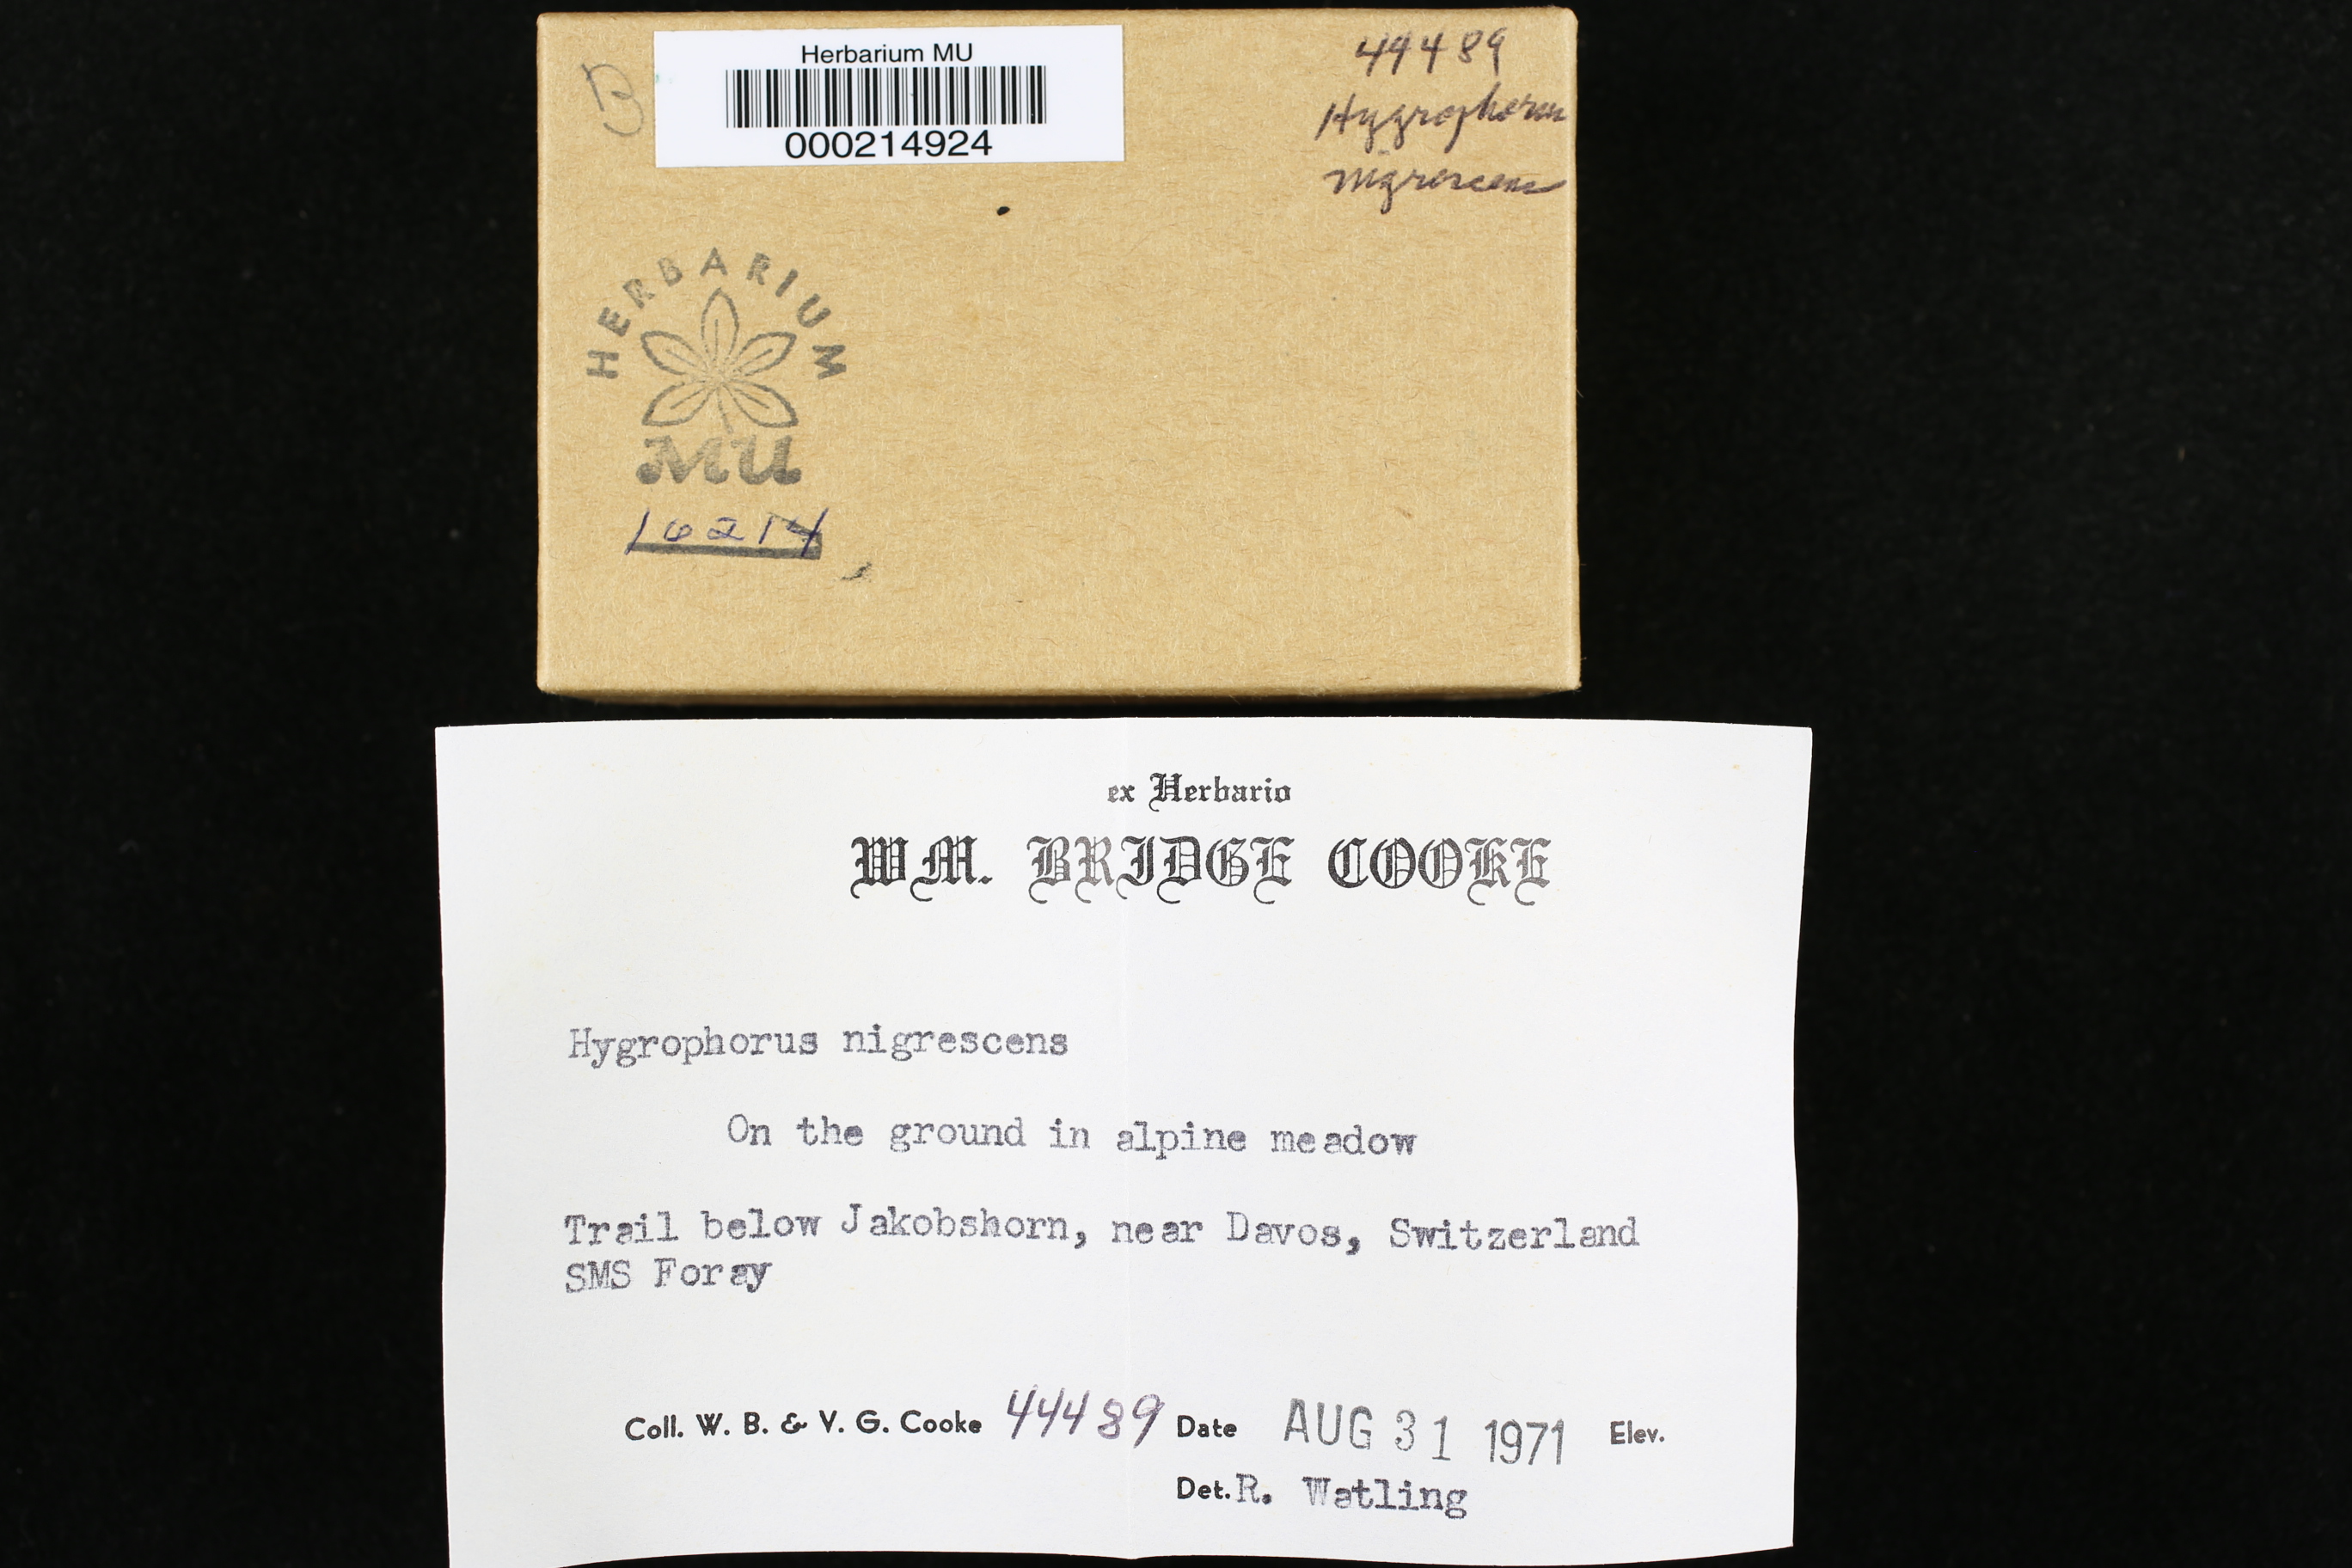 B
Herbarium MU
000214924
44489
Hygrophorus
nigrescens
HERBARIUM
MU
16214
ex Herbario
WM. BRIDGE COOKE
Hygrophorus nigrescens
On the ground in alpine meadow
Trail below Jakobshorn, near Davos, Switzerland
SMS Foray
Coll. W. B. & V. G. Cooke 44489 Date AUG 31 1971 Elev.
Det. R. Watling